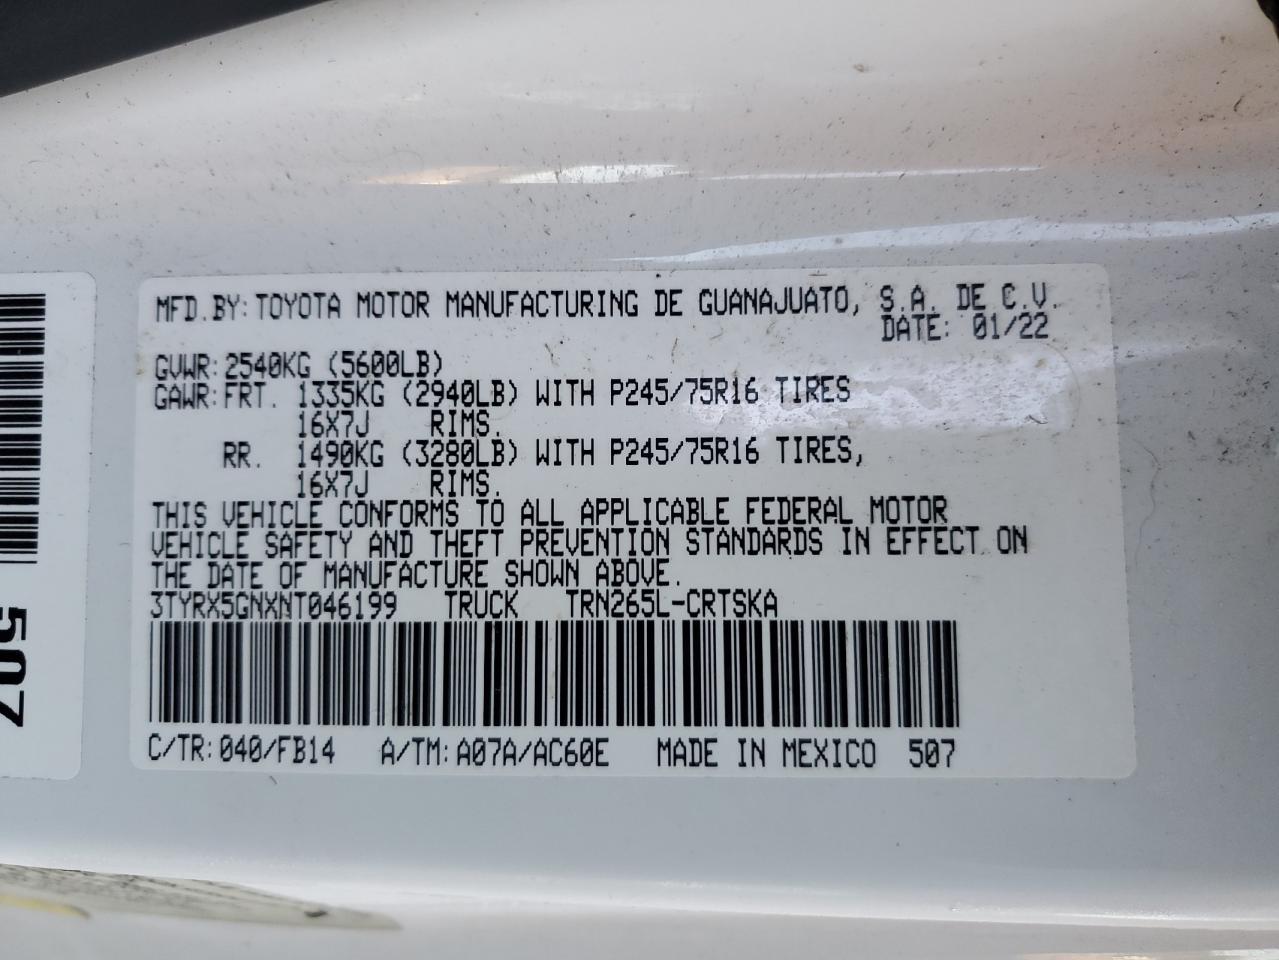 MFD.BY:TOYOTA MOTOR MANUFACTURING DE GUANAJUATO, S.A. DE C.V.
DATE: 01/22
GVWR:2540KG (5600LB)
GAWR:FRT. 1335KG (2940LB) WITH P245/75R16 TIRES
16X7J RIMS.
RR. 1490KG (3280LB) WITH P245/75R16 TIRES,
16X7J RIMS.
THIS VEHICLE CONFORMS TO ALL APPLICABLE FEDERAL MOTOR
VEHICLE SAFETY AND THEFT PREVENTION STANDARDS IN EFFECT ON
THE DATE OF MANUFACTURE SHOWN ABOVE.
3TYRX5GNXNT046199 TRUCK TRN265L-CRTSKA
C/TR:040/FB14 A/TM:A07A/AC60E MADE IN MEXICO 507
507